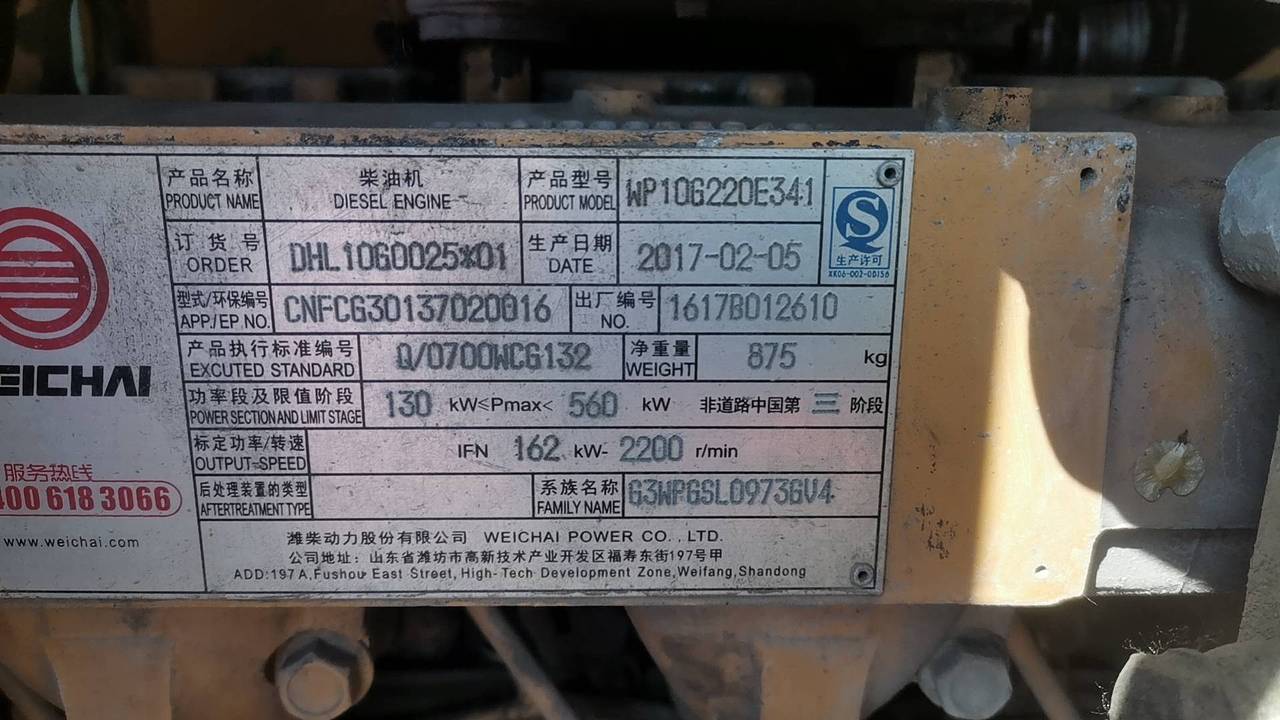 产品名称 柴油机 产品型号 WP10G220E341
PRODUCT NAME DIESEL ENGINE PRODUCT MODEL
订货号 DHL10G0025*01 生产日期 2017-02-05
ORDER DATE
S
生产许可
XK06-002-00156
型式/环保编号 CNFCG30137020016 出厂编号 1617B012610
APP./EP NO. NO.
产品执行标准编号 Q/0700WCG132 净重量 875 kg
EXCUTED STANDARD WEIGHT
功率段及限值阶段 130 kW≤Pmax< 560 kW 非道路中国第 三 阶段
POWER SECTION AND LIMIT STAGE
标定功率/转速 IFN 162 kW- 2200 r/min
OUTPUT=SPEED
后处理装置的类型 系族名称 G3WPGSL0973GV4
AFTERTREATMENT TYPE FAMILY NAME
潍柴动力股份有限公司 WEICHAI POWER CO.,LTD.
公司地址: 山东省潍坊市高新技术产业开发区福寿东街197号甲
ADD:197 A,Fushou East Street, High-Tech Development Zone,Weifang,Shandong
EICHAI
服务热线
400 618 3066
www.weichai.com